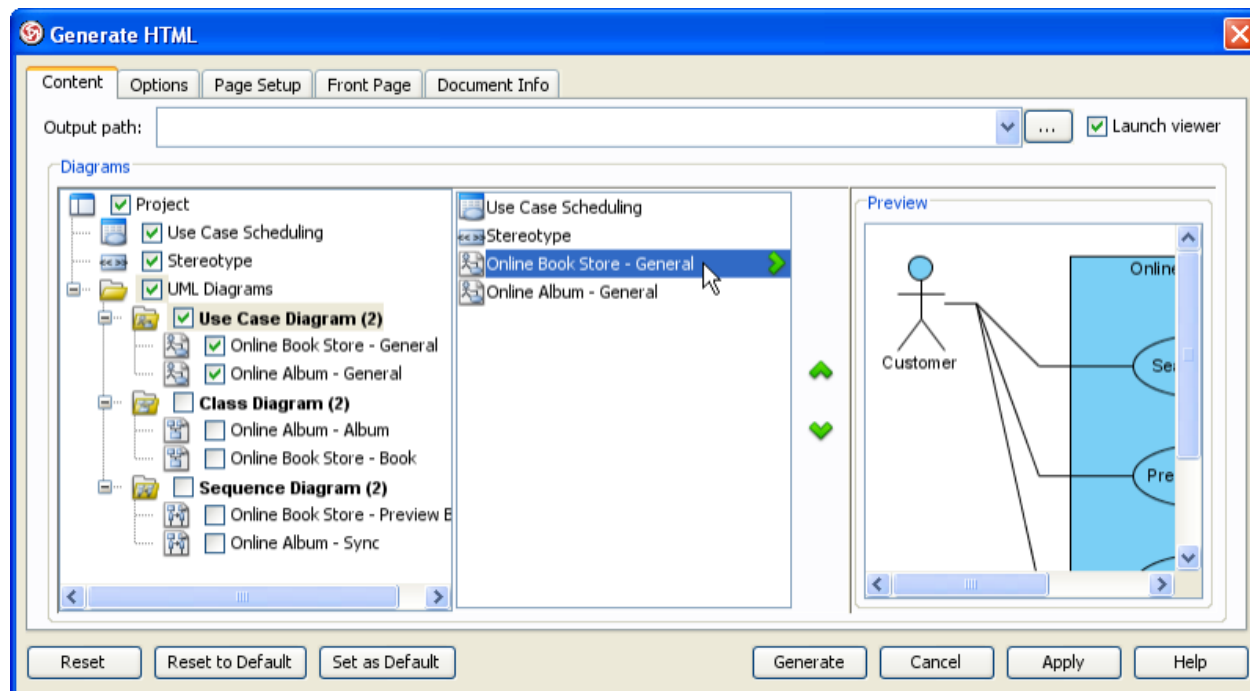 Generate HTML
Content Options Page Setup Front Page Document Info
Output path: ... Launch viewer
Diagrams
Project
Use Case Scheduling
Stereotype
UML Diagrams
Use Case Diagram (2)
Online Book Store - General
Online Album - General
Class Diagram (2)
Online Album - Album
Online Book Store - Book
Sequence Diagram (2)
Online Book Store - Preview B
Online Album - Sync
Use Case Scheduling
<< >> Stereotype
Online Book Store - General
Online Album - General
Preview
Online
Customer
Sea
Pre
Reset Reset to Default Set as Default Generate Cancel Apply Help